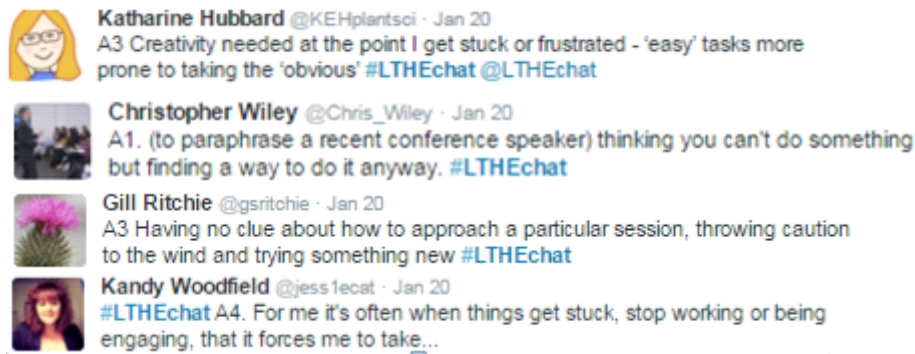 Katharine Hubbard @KEHplantsci · Jan 20
A3 Creativity needed at the point I get stuck or frustrated - 'easy' tasks more
prone to taking the 'obvious' #LTHEchat @LTHEchat
Christopher Wiley @Chris_Wiley · Jan 20
A1. (to paraphrase a recent conference speaker) thinking you can't do something
but finding a way to do it anyway. #LTHEchat
Gill Ritchie @gsritchie · Jan 20
A3 Having no clue about how to approach a particular session, throwing caution
to the wind and trying something new #LTHEchat
Kandy Woodfield @jess1ecat · Jan 20
#LTHEchat A4. For me it's often when things get stuck, stop working or being
engaging, that it forces me to take...